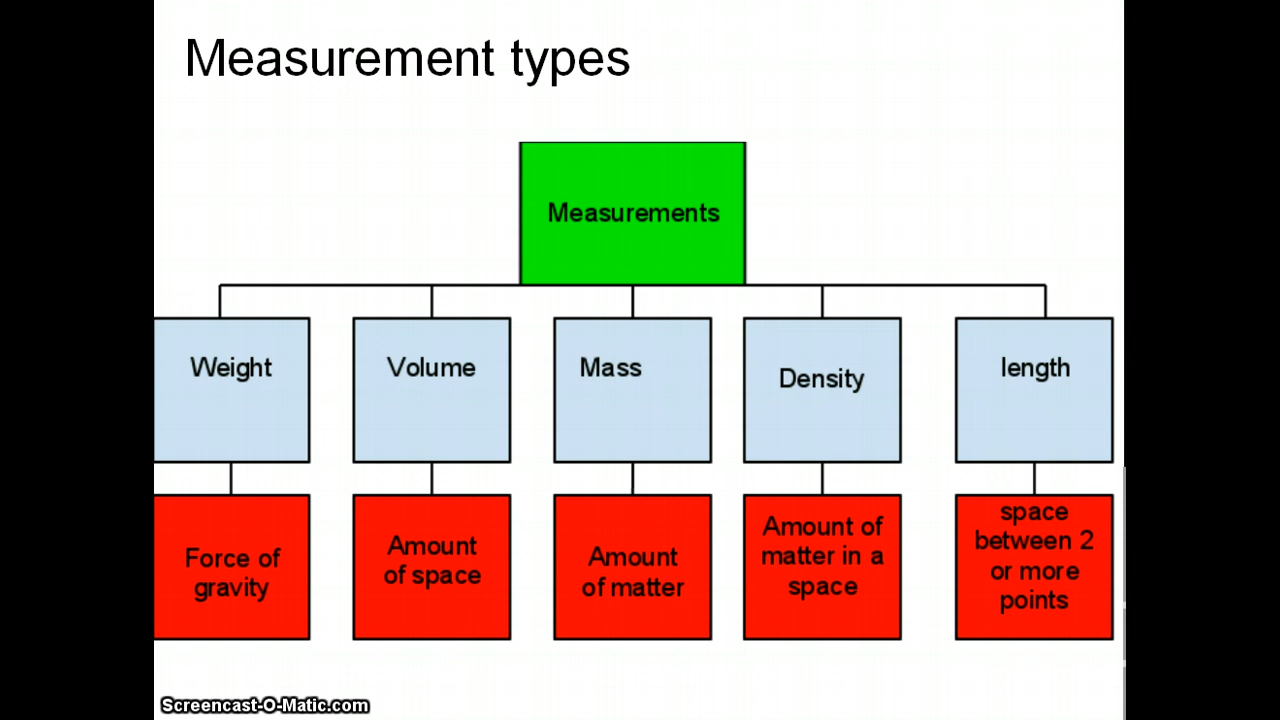 Measurement types
Measurements
Weight
Volume
Mass
Density
length
Force of
gravity
Amount
of space
Amount
of matter
Amount of
matter in a
space
space
between 2
or more
points
Screencast-O-Matic.com